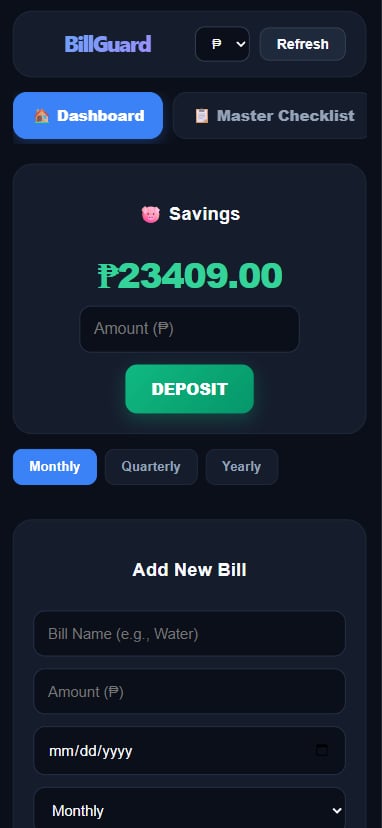 BillGuard ₱ Refresh
Dashboard Master Checklist
Savings
₱23409.00
Amount (₱)
DEPOSIT
Monthly Quarterly Yearly
Add New Bill
Bill Name (e.g., Water)
Amount (₱)
mm/dd/yyyy
Monthly